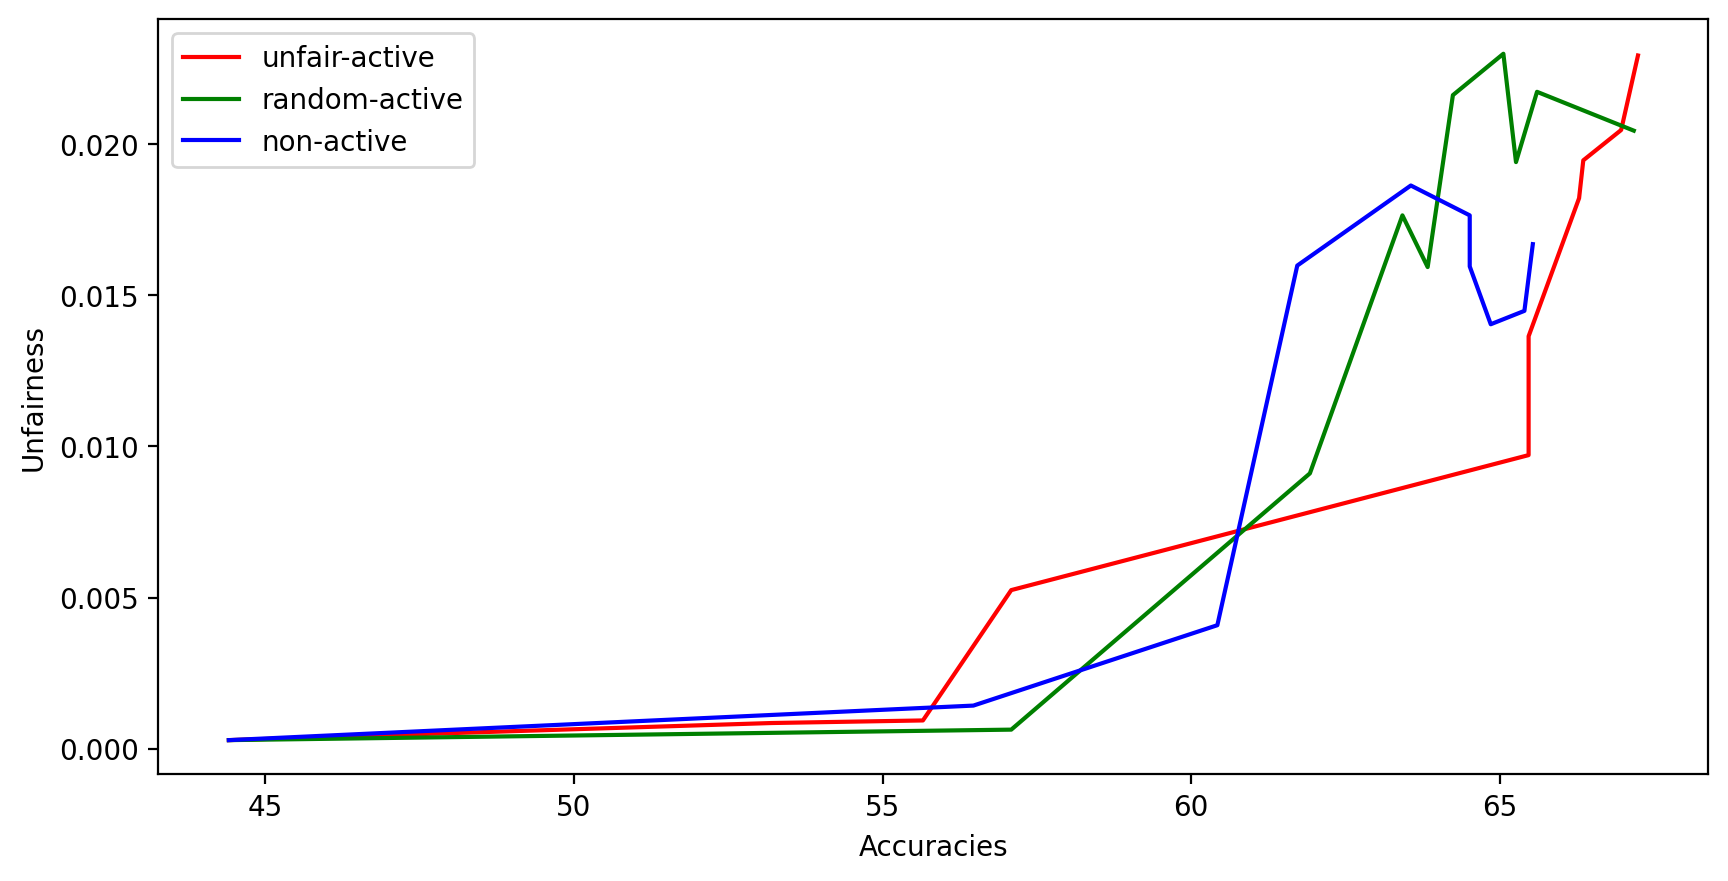 unfair-active
random-active
non-active
Unfairness
0.020
0.015
0.010
0.005
0.000
45 50 55 60 65
Accuracies